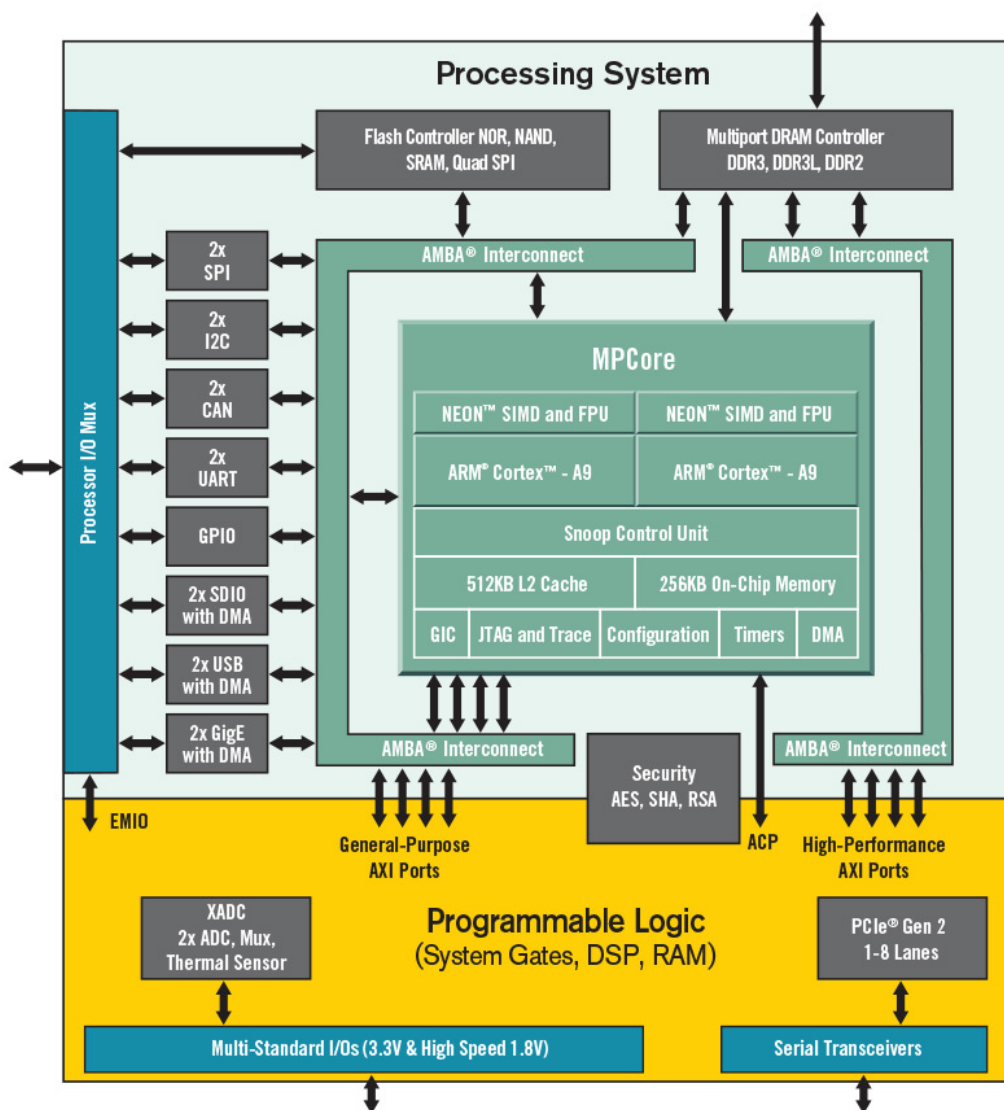 Processing System
Flash Controller NOR, NAND,
SRAM, Quad SPI
Multiport DRAM Controller
DDR3, DDR3L, DDR2
AMBA® Interconnect
AMBA® Interconnect
Processor I/O Mux
2x
SPI
2x
I2C
2x
CAN
2x
UART
GPIO
2x SDIO
with DMA
2x USB
with DMA
2x GigE
with DMA
MPCore
NEON™ SIMD and FPU
NEON™ SIMD and FPU
ARM® Cortex™ - A9
ARM® Cortex™ - A9
Snoop Control Unit
512KB L2 Cache
256KB On-Chip Memory
GIC
JTAG and Trace
Configuration
Timers
DMA
AMBA® Interconnect
AMBA® Interconnect
Security
AES, SHA, RSA
EMIO
General-Purpose
AXI Ports
ACP
High-Performance
AXI Ports
XADC
2x ADC, Mux,
Thermal Sensor
Programmable Logic
(System Gates, DSP, RAM)
PCIe® Gen 2
1-8 Lanes
Multi-Standard I/Os (3.3V & High Speed 1.8V)
Serial Transceivers